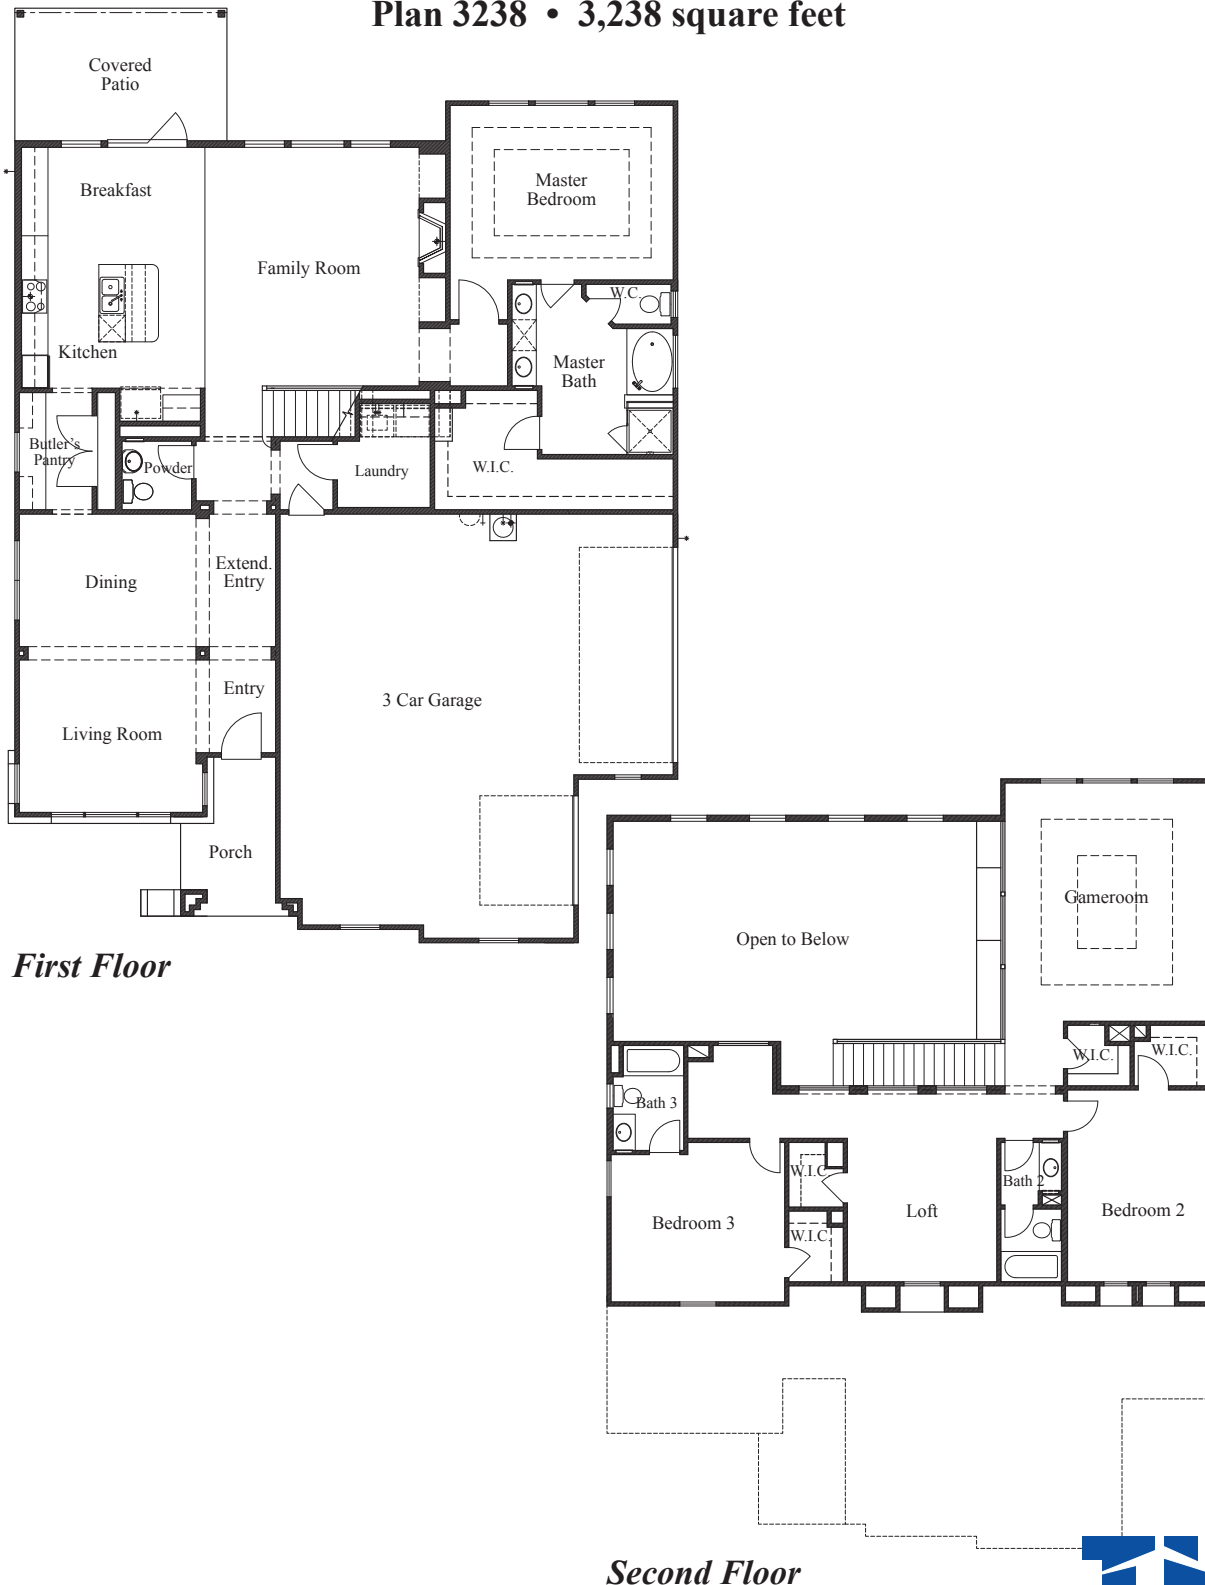 Plan 3238 • 3,238 square feet
Covered
Patio
Breakfast
Master
Bedroom
Family Room
W.C.
Kitchen
Master
Bath
Butler's
Pantry
Powder
Laundry
W.I.C.
Dining
Extend.
Entry
Entry
3 Car Garage
Living Room
Porch
First Floor
Gameroom
Open to Below
W.I.C.
W.I.C.
Bath 3
W.I.C.
Bath 2
Bedroom 3
Loft
Bedroom 2
W.I.C.
Second Floor